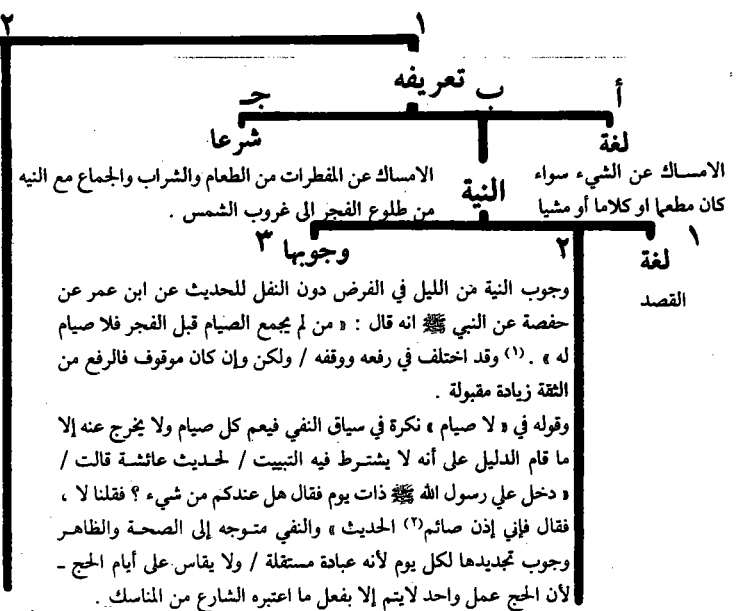 ١
٢
تعريفه
أ
ب
جـ
لغة
الامساك عن الشيء سواء
كان مطعما او كلاما أو مشيا
النية
شرعا
الامساك عن المفطرات من الطعام والشراب والجماع مع النيه
من طلوع الفجر الى غروب الشمس .
١
لغة
القصد
٢
وجوبها ٣
وجوب النية من الليل في الفرض دون النفل للحديث عن ابن عمر عن
حفصة عن النبي ﷺ انه قال : « من لم يجمع الصيام قبل الفجر فلا صيام
له » . (١) وقد اختلف في رفعه ووقفه / ولكن وإن كان موقوف فالرفع من
الثقة زيادة مقبولة .
وقوله في « لا صيام » نكرة في سياق النفي فيعم كل صيام ولا يخرج عنه إلا
ما قام الدليل على أنه لا يشترط فيه التبييت / لحديث عائشة قالت /
« دخل علي رسول الله ﷺ ذات يوم فقال هل عندكم من شيء ؟ فقلنا لا ،
فقال فإني إذن صائم(٢) الحديث » والنفي متوجه إلى الصحة والظاهر
وجوب تجديدها لكل يوم لأنه عبادة مستقلة / ولا يقاس على أيام الحج ـ
لأن الحج عمل واحد لايتم إلا بفعل ما اعتبره الشارع من المناسك .